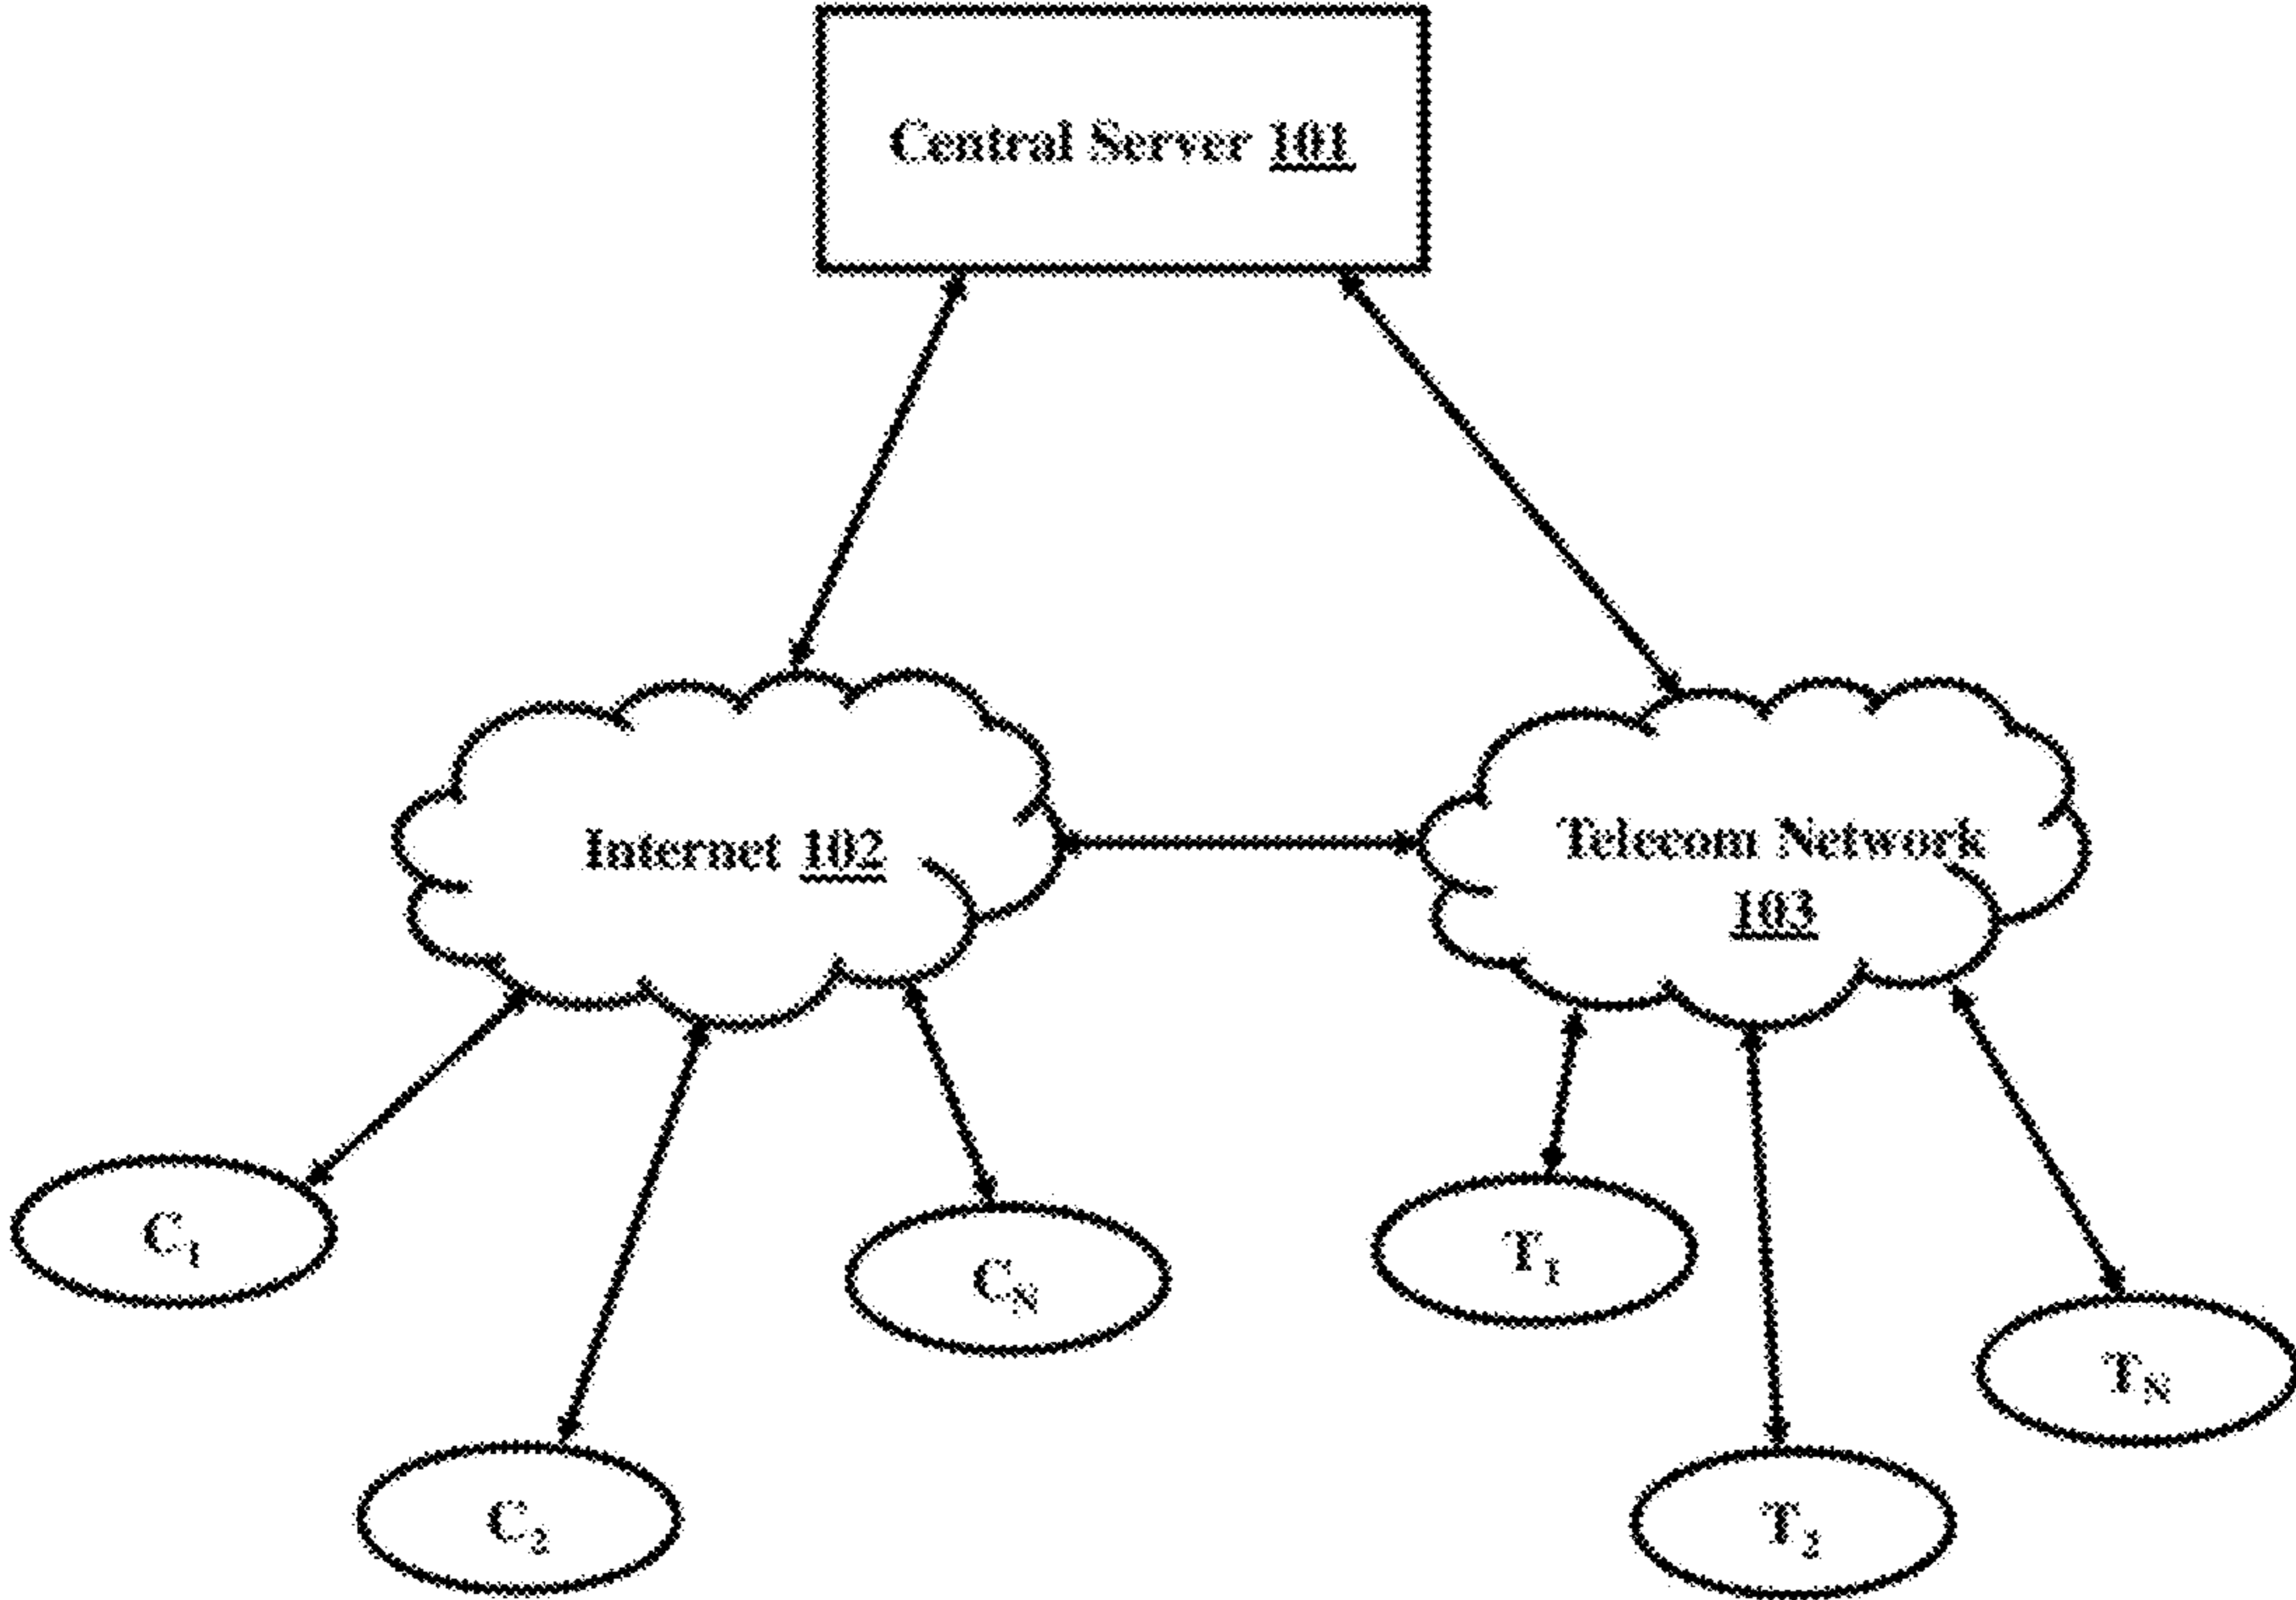 Central Server 101
Internet 102
Telecom Network
103
C1
CN
T1
TN
C2
T2